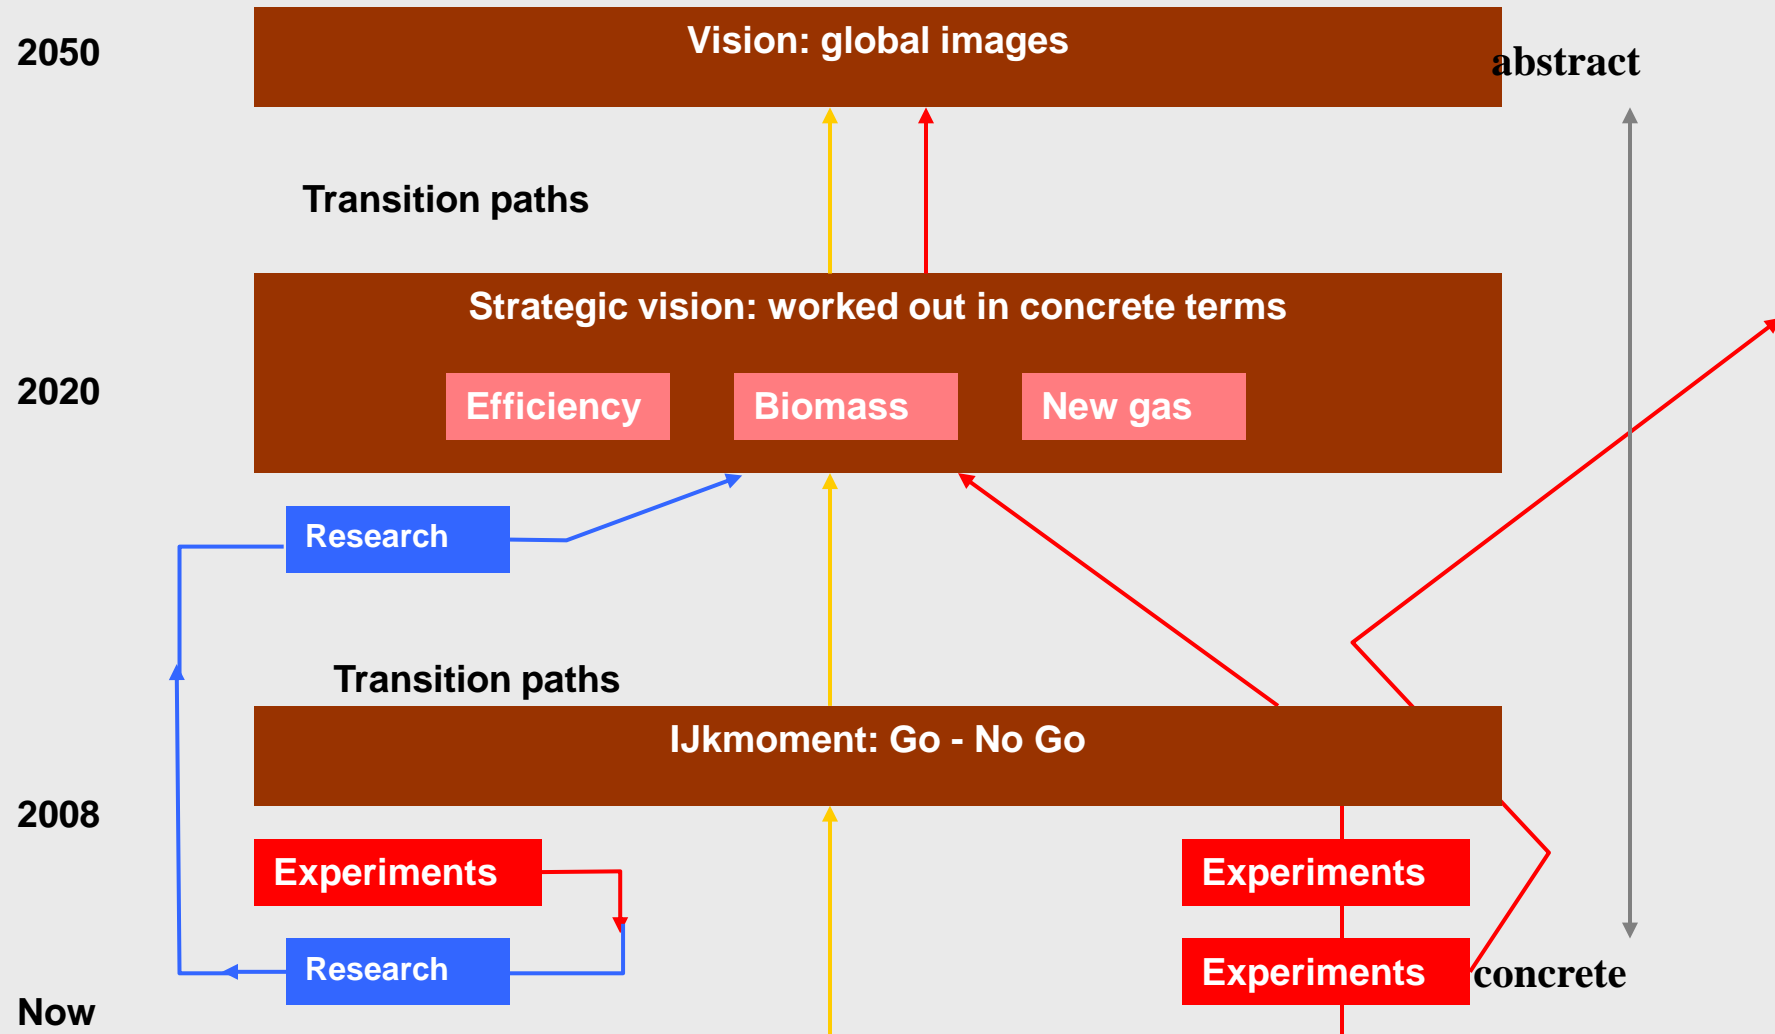 2050
Vision: global images
abstract
Transition paths
Strategic vision: worked out in concrete terms
2020
Efficiency
Biomass
New gas
Research
Transition paths
IJkmoment: Go - No Go
2008
Experiments
Experiments
Research
Experiments
concrete
Now